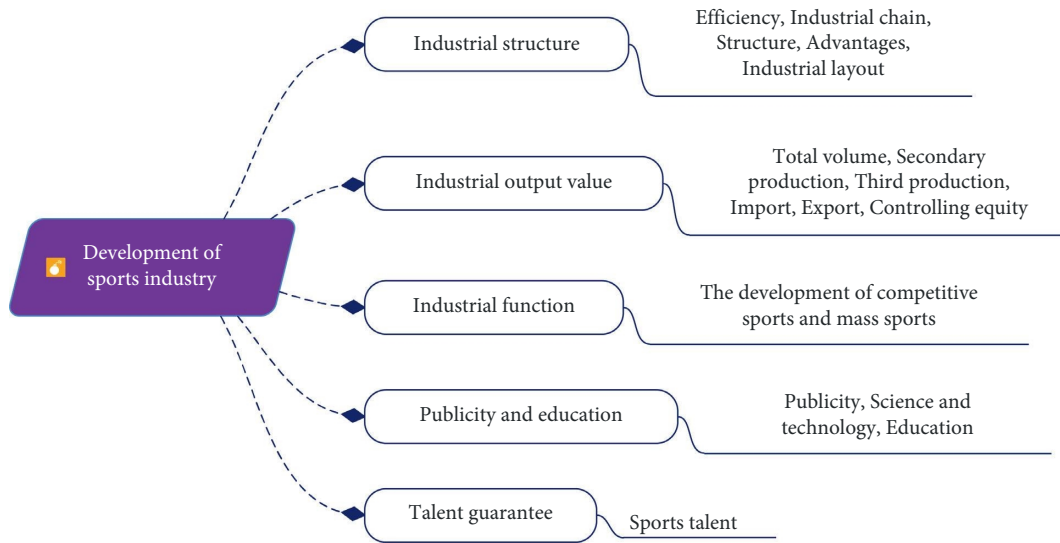 Development of
sports industry
Industrial structure
Efficiency, Industrial chain,
Structure, Advantages,
Industrial layout
Industrial output value
Total volume, Secondary
production, Third production,
Import, Export, Controlling equity
Industrial function
The development of competitive
sports and mass sports
Publicity and education
Publicity, Science and
technology, Education
Talent guarantee
Sports talent